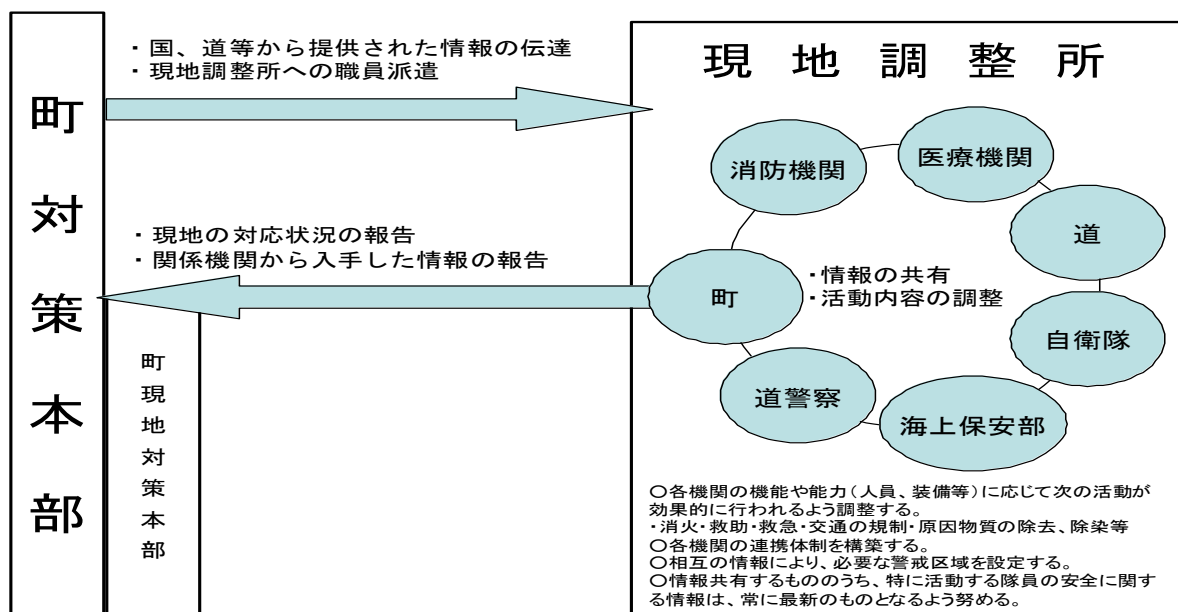 町対策本部
・国、道等から提供された情報の伝達
・現地調整所への職員派遣
・現地の対応状況の報告
・関係機関から入手した情報の報告
町現地対策本部
現地調整所
消防機関
医療機関
道
自衛隊
海上保安部
道警察
町
・情報の共有
・活動内容の調整
〇各機関の機能や能力(人員、装備等)に応じて次の活動が
効果的に行われるよう調整する。
・消火・救助・救急・交通の規制・原因物質の除去、除染等
〇各機関の連携体制を構築する。
〇相互の情報により、必要な警戒区域を設定する。
〇情報共有するもののうち、特に活動する隊員の安全に関す
る情報は、常に最新のものとなるよう努める。